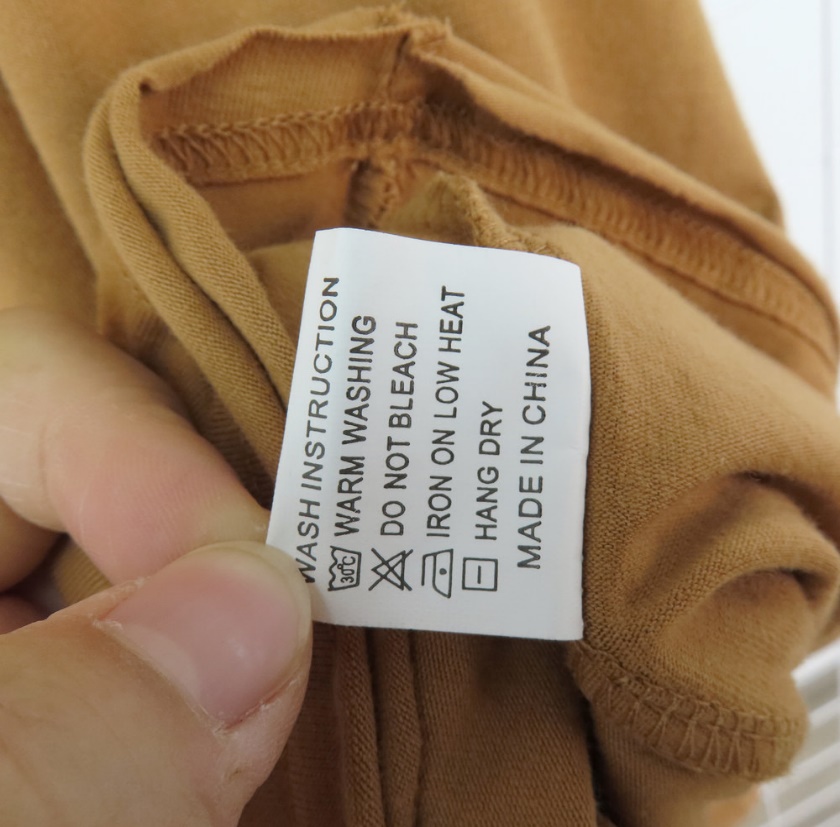 WASH INSTRUCTION
30°C WARM WASHING
DO NOT BLEACH
IRON ON LOW HEAT
HANG DRY
MADE IN CHINA